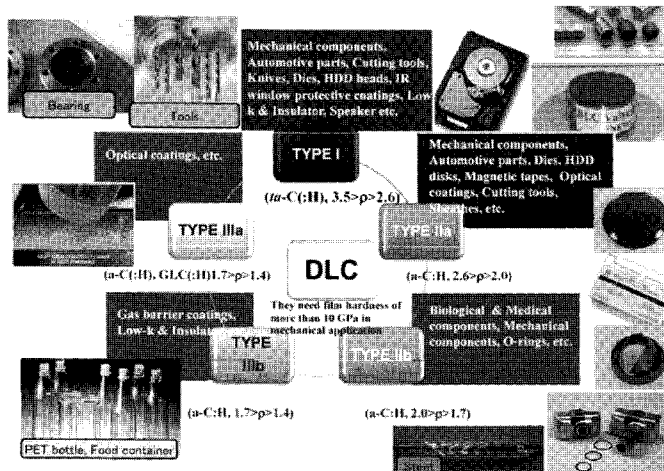 Mechanical components,
Automotive parts, Cutting tools,
Knives, Dies, HDD heads, IR
window protective coatings, Low-
k & Insulator, Speaker etc.
Bearing
Tools
Optical coatings, etc.
TYPE I
Mechanical components,
Automotive parts, Dies, HDD
disks, Magnetic tapes, Optical
coatings, Cutting tools,
etc.
(ta-C(:H), 3.5>ρ>2.6)
TYPE IIIa
TYPE IIa
DLC
(a-C(:H), GLC(:H)1.7>ρ>1.4)
(a-C:H, 2.6>ρ>2.0)
They need film hardness of
more than 10 GPa in
mechanical application
Gas barrier coatings,
Low-k & Insulator
Biological & Medical
components, Mechanical
components, O-rings, etc.
TYPE
IIIb
TYPE IIb
(a-C:H, 1.7>ρ>1.4)
(a-C:H, 2.0>ρ>1.7)
PET bottle, Food container